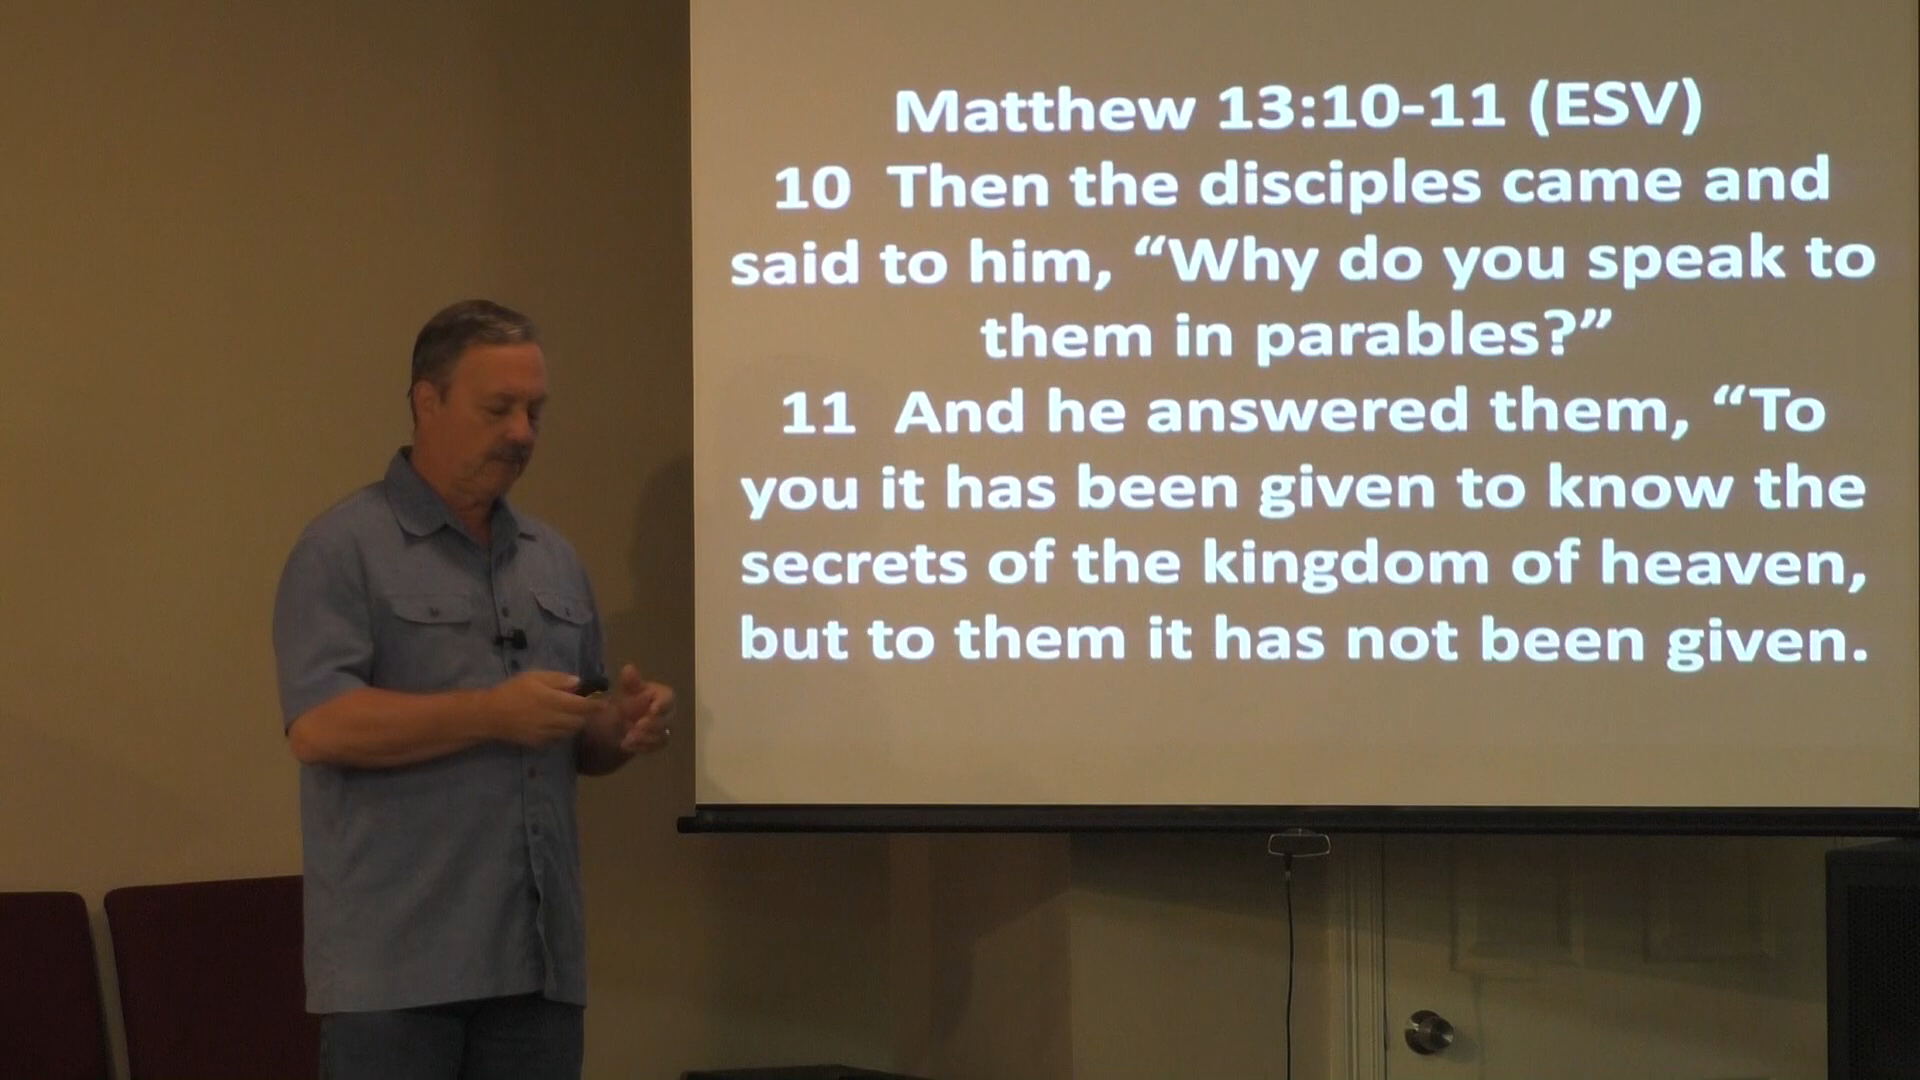 Matthew 13:10-11 (ESV)
10 Then the disciples came and
said to him, “Why do you speak to
them in parables?”
11 And he answered them, “To
you it has been given to know the
secrets of the kingdom of heaven,
but to them it has not been given.